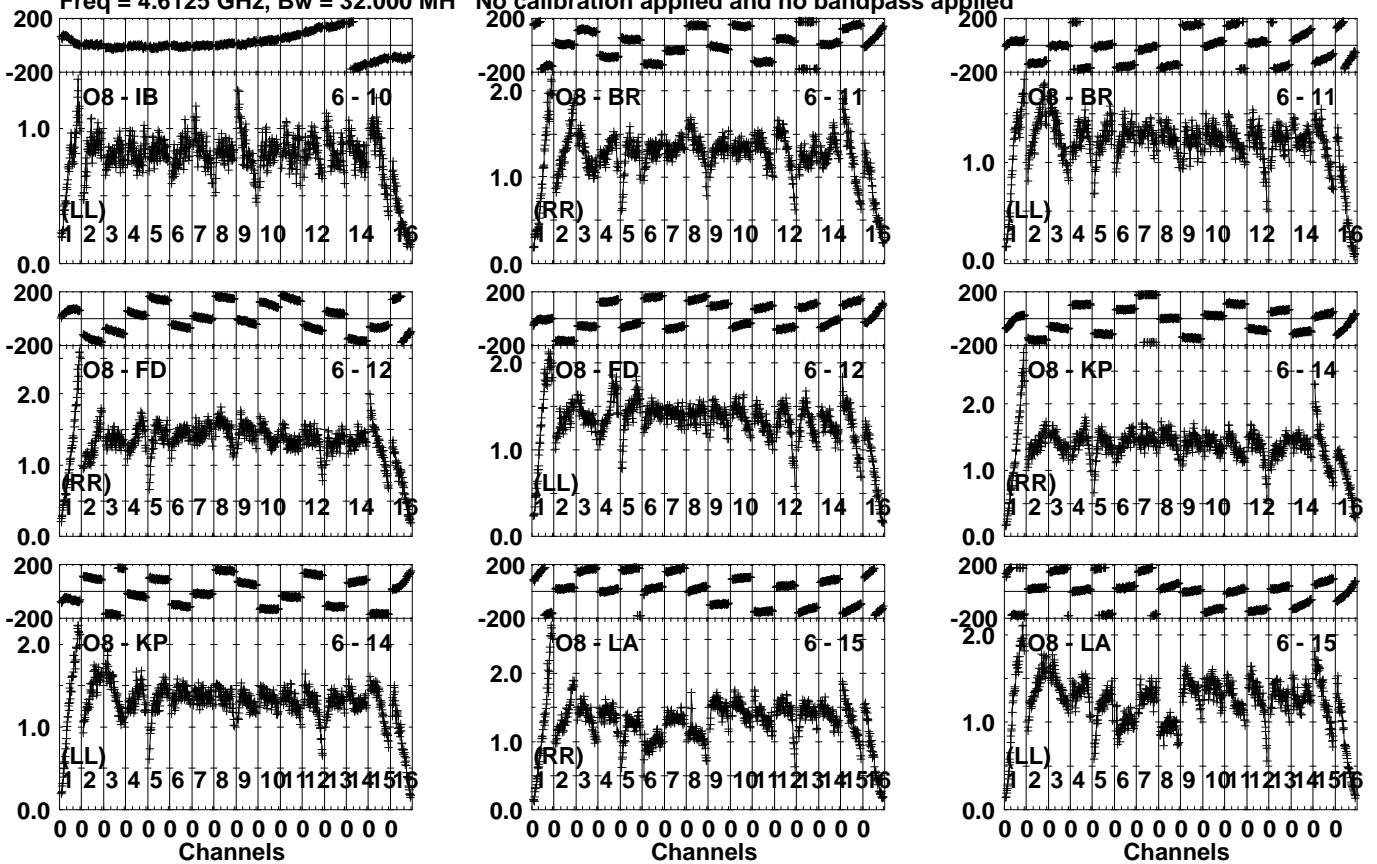 Freq = 4.6125 GHz, Bw = 32.000 MH No calibration applied and no bandpass applied
200 200 200
-200 -200 -200
O8 - IB 6 - 10 2.0 O8 - BR 6 - 11 O8 - BR 6 - 11
1.0 1.0 1.0
(LL) (RR) (LL)
1 2 3 4 5 6 7 8 9 10 12 14 16 1 2 3 4 5 6 7 8 9 10 12 14 16 1 2 3 4 5 6 7 8 9 10 12 14 16
0.0 0.0 0.0
200 200 200
-200 -200 -200
O8 - FD 6 - 12 2.0 O8 - FD 6 - 12 O8 - KP 6 - 14
2.0 2.0
1.0 1.0 1.0
(RR) (LL) (RR)
1 2 3 4 5 6 7 8 9 10 12 14 16 1 2 3 4 5 6 7 8 9 10 12 14 16 1 2 3 4 5 6 7 8 9 10 12 14 16
0.0 0.0 0.0
200 200 200
-200 -200 -200
2.0 O8 - KP 6 - 14 O8 - LA 6 - 15 2.0 O8 - LA 6 - 15
2.0
1.0 1.0 1.0
(LL) (RR) (LL)
1 2 3 4 5 6 7 8 9 10 11 12 13 14 15 16 1 2 3 4 5 6 7 8 9 10 11 12 13 14 15 16 1 2 3 4 5 6 7 8 9 10 11 12 13 14 15 16
0.0 0.0 0.0
0 0 0 0 0 0 0 0 0 0 0 0 0 0 0 0 0 0 0 0 0 0 0 0 0 0 0 0 0 0 0 0 0 0 0 0 0 0 0 0 0 0 0 0 0 0 0 0
Channels Channels Channels